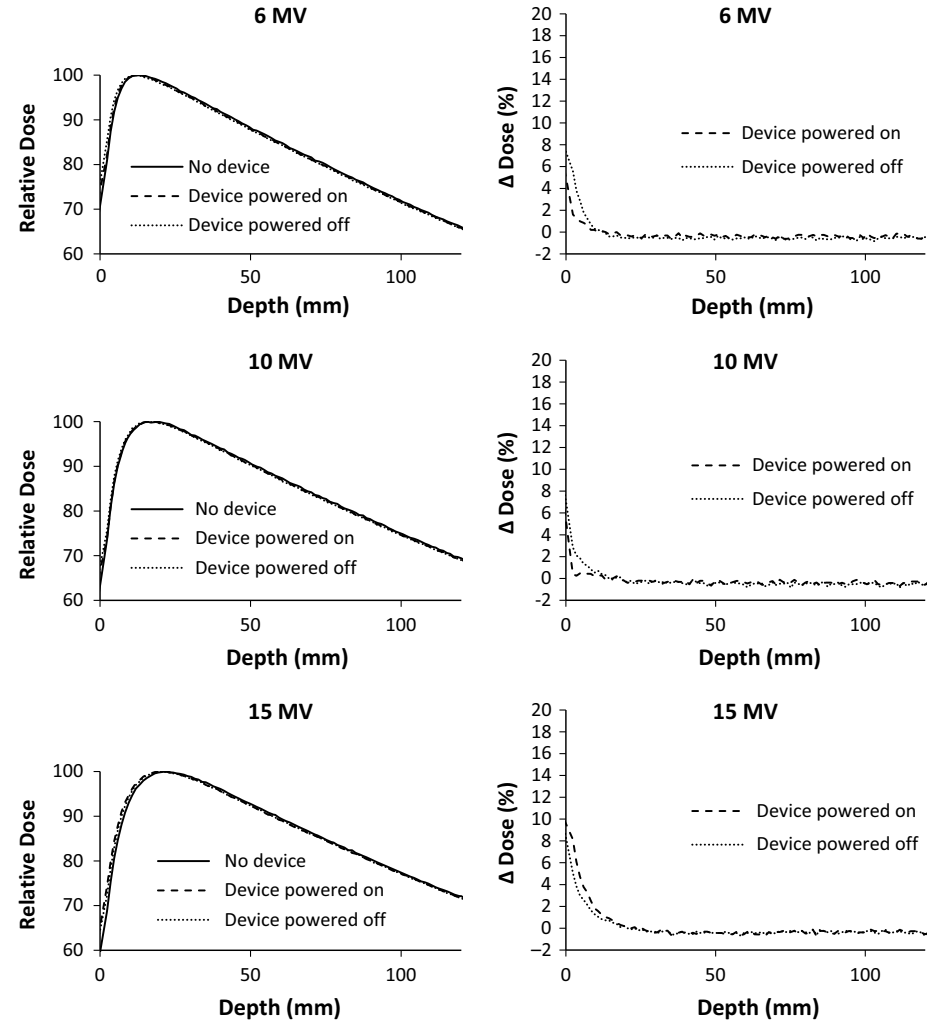 6 MV
Relative Dose
100
90
80
70
60
No device
Device powered on
Device powered off
0
50
100
Depth (mm)
Δ Dose (%)
20
18
16
14
12
10
8
6
4
2
0
-2
Device powered on
Device powered off
0
50
100
Depth (mm)
10 MV
Relative Dose
100
90
80
70
60
No device
Device powered on
Device powered off
0
50
100
Depth (mm)
10 MV
Δ Dose (%)
20
18
16
14
12
10
8
6
4
2
0
-2
Device powered on
Device powered off
0
50
100
Depth (mm)
15 MV
Relative Dose
100
90
80
70
60
No device
Device powered on
Device powered off
0
50
100
Depth (mm)
15 MV
Δ Dose (%)
20
18
16
14
12
10
8
6
4
2
0
−2
Device powered on
Device powered off
0
50
100
Depth (mm)